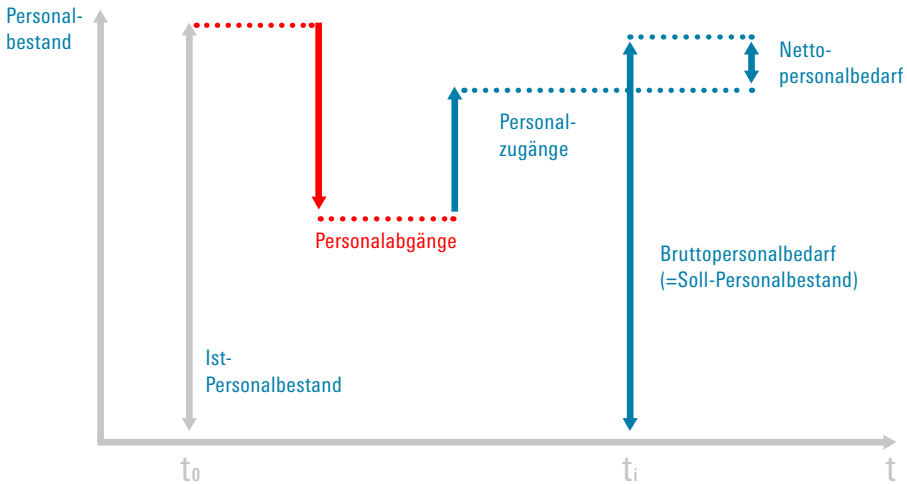 Personal-
bestand
Netto-
personalbedarf
Personal-
zugänge
Personalabgänge
Bruttopersonalbedarf
(=Soll-Personalbestand)
Ist-
Personalbestand
t0
ti
t